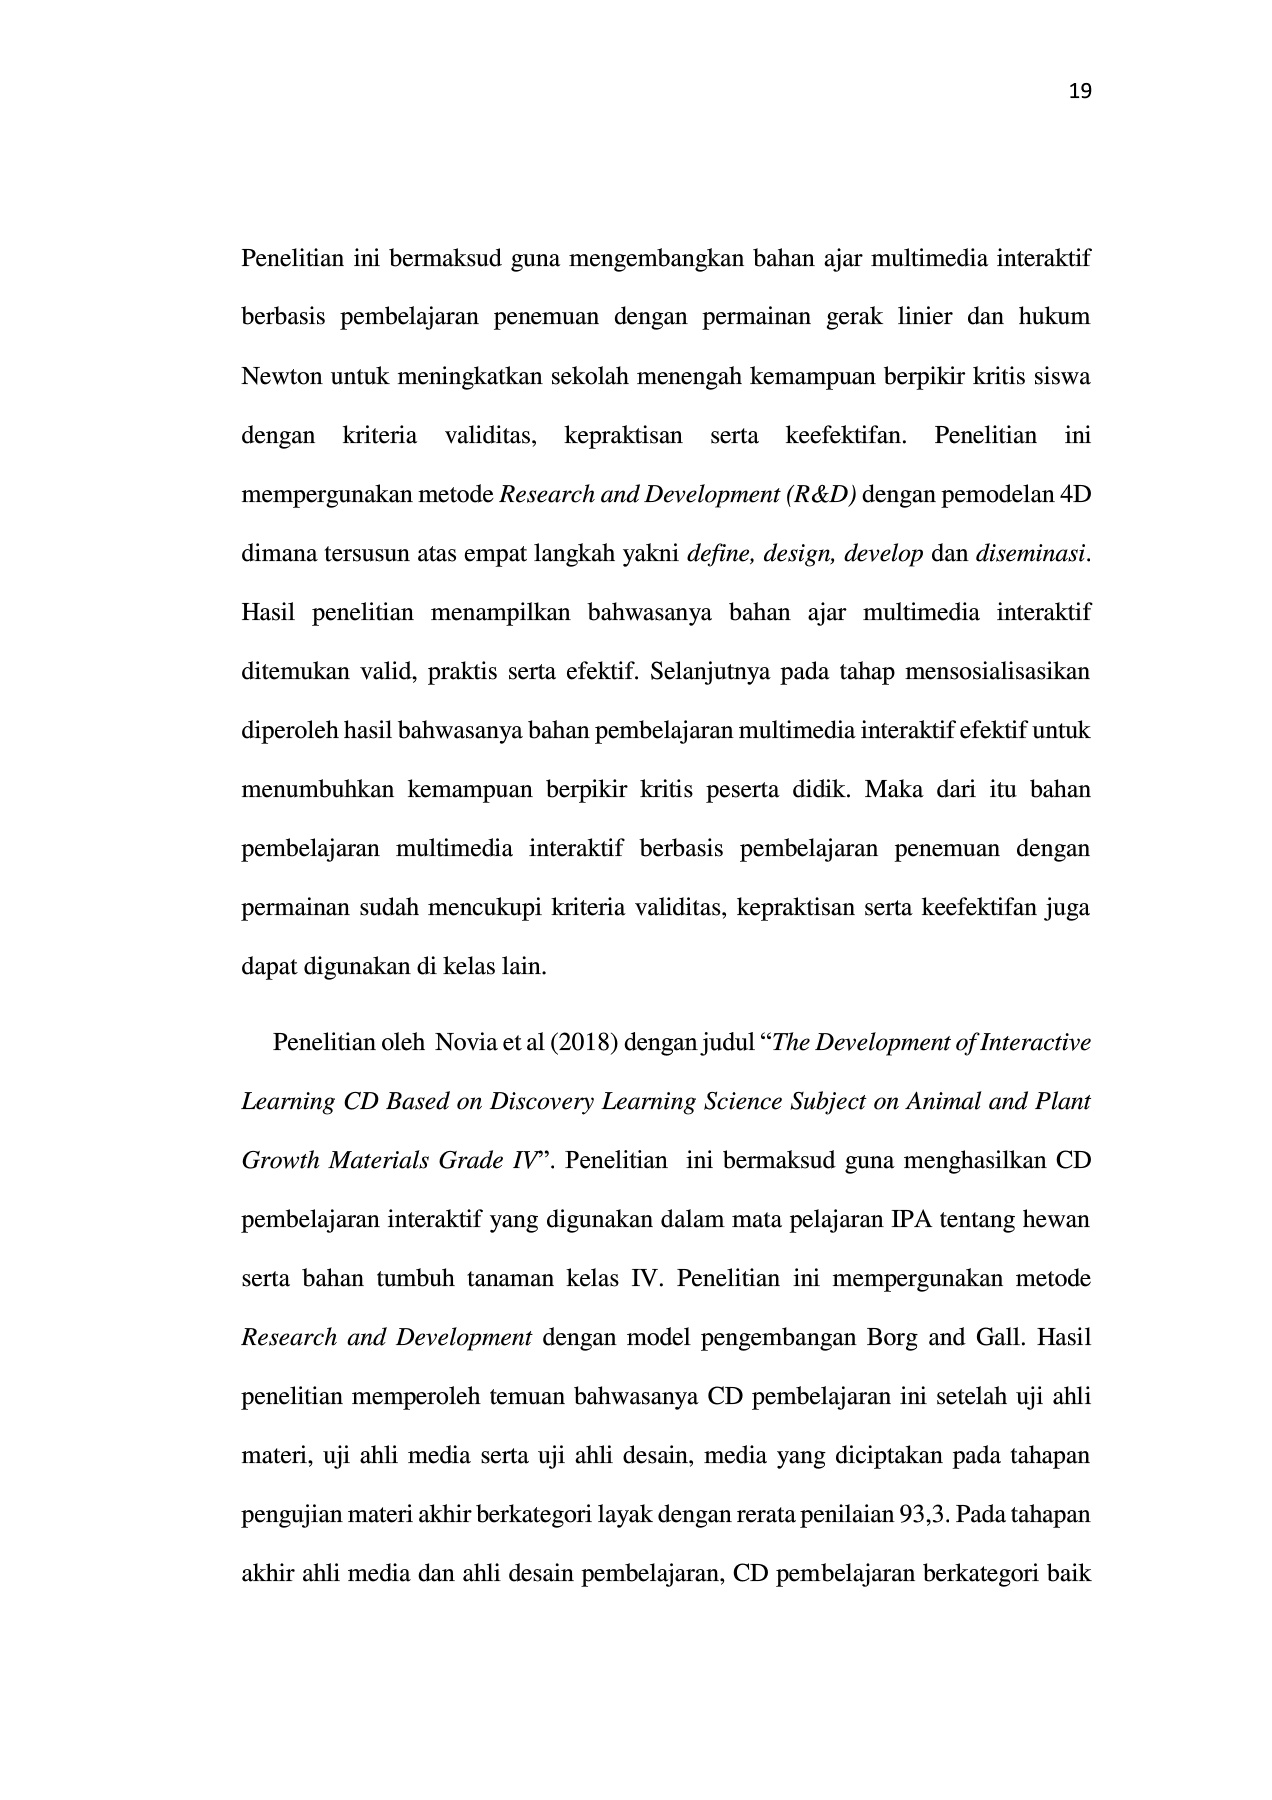 19
Penelitian ini bermaksud guna mengembangkan bahan ajar multimedia interaktif
berbasis pembelajaran penemuan dengan permainan gerak linier dan hukum
Newton untuk meningkatkan sekolah menengah kemampuan berpikir kritis siswa
dengan kriteria validitas, kepraktisan serta keefektifan. Penelitian ini
mempergunakan metode Research and Development (R&D) dengan pemodelan 4D
dimana tersusun atas empat langkah yakni define, design, develop dan diseminasi.
Hasil penelitian menampilkan bahwasanya bahan ajar multimedia interaktif
ditemukan valid, praktis serta efektif. Selanjutnya pada tahap mensosialisasikan
diperoleh hasil bahwasanya bahan pembelajaran multimedia interaktif efektif untuk
menumbuhkan kemampuan berpikir kritis peserta didik. Maka dari itu bahan
pembelajaran multimedia interaktif berbasis pembelajaran penemuan dengan
permainan sudah mencukupi kriteria validitas, kepraktisan serta keefektifan juga
dapat digunakan di kelas lain.
Penelitian oleh Novia et al (2018) dengan judul “The Development of Interactive
Learning CD Based on Discovery Learning Science Subject on Animal and Plant
Growth Materials Grade IV”. Penelitian ini bermaksud guna menghasilkan CD
pembelajaran interaktif yang digunakan dalam mata pelajaran IPA tentang hewan
serta bahan tumbuh tanaman kelas IV. Penelitian ini mempergunakan metode
Research and Development dengan model pengembangan Borg and Gall. Hasil
penelitian memperoleh temuan bahwasanya CD pembelajaran ini setelah uji ahli
materi, uji ahli media serta uji ahli desain, media yang diciptakan pada tahapan
pengujian materi akhir berkategori layak dengan rerata penilaian 93,3. Pada tahapan
akhir ahli media dan ahli desain pembelajaran, CD pembelajaran berkategori baik